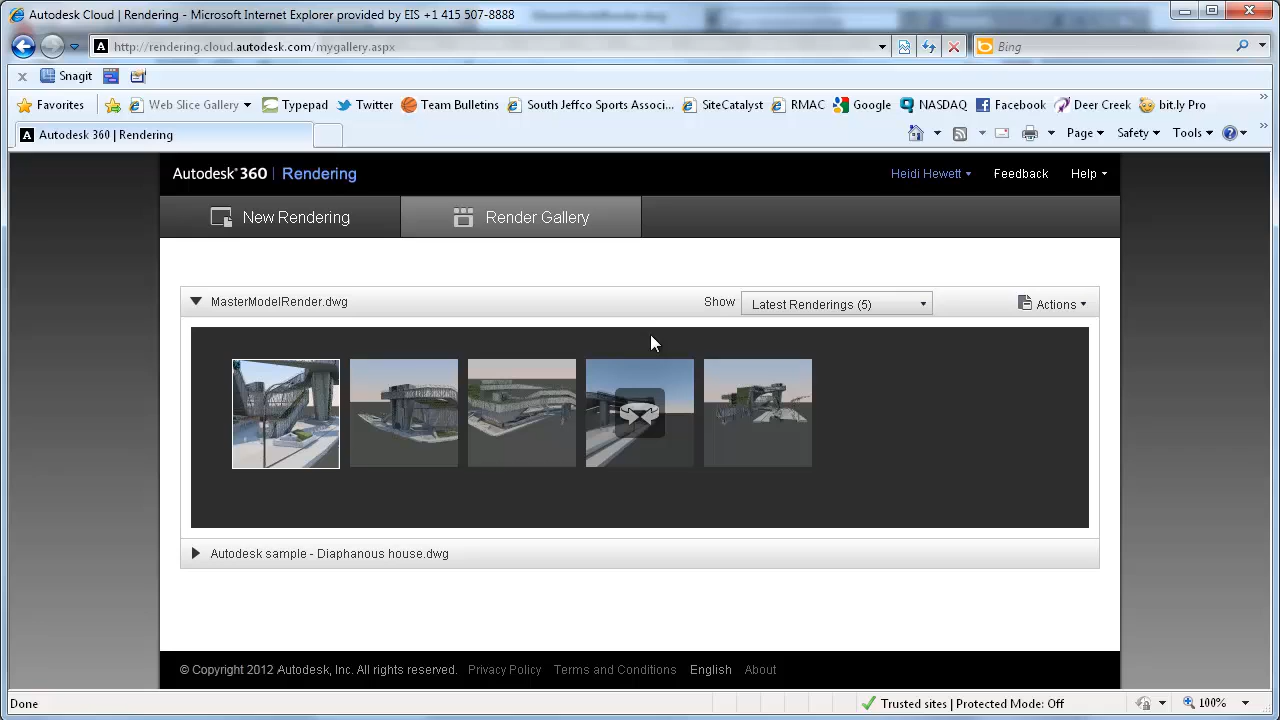 Autodesk Cloud | Rendering - Microsoft Internet Explorer provided by EIS +1 415 507-8888
http://rendering.cloud.autodesk.com/mygallery.aspx
Bing
Snagit
Favorites Web Slice Gallery Typepad Twitter Team Bulletins South Jeffco Sports Associ... SiteCatalyst RMAC Google NASDAQ Facebook Deer Creek bit.ly Pro
Autodesk 360 | Rendering
Page Safety Tools
Autodesk® 360 | Rendering
Heidi Hewett Feedback Help
New Rendering
Render Gallery
MasterModelRender.dwg
Show Latest Renderings (5)
Actions
Autodesk sample - Diaphanous house.dwg
© Copyright 2012 Autodesk, Inc. All rights reserved. Privacy Policy Terms and Conditions English About
Done
Trusted sites | Protected Mode: Off
100%